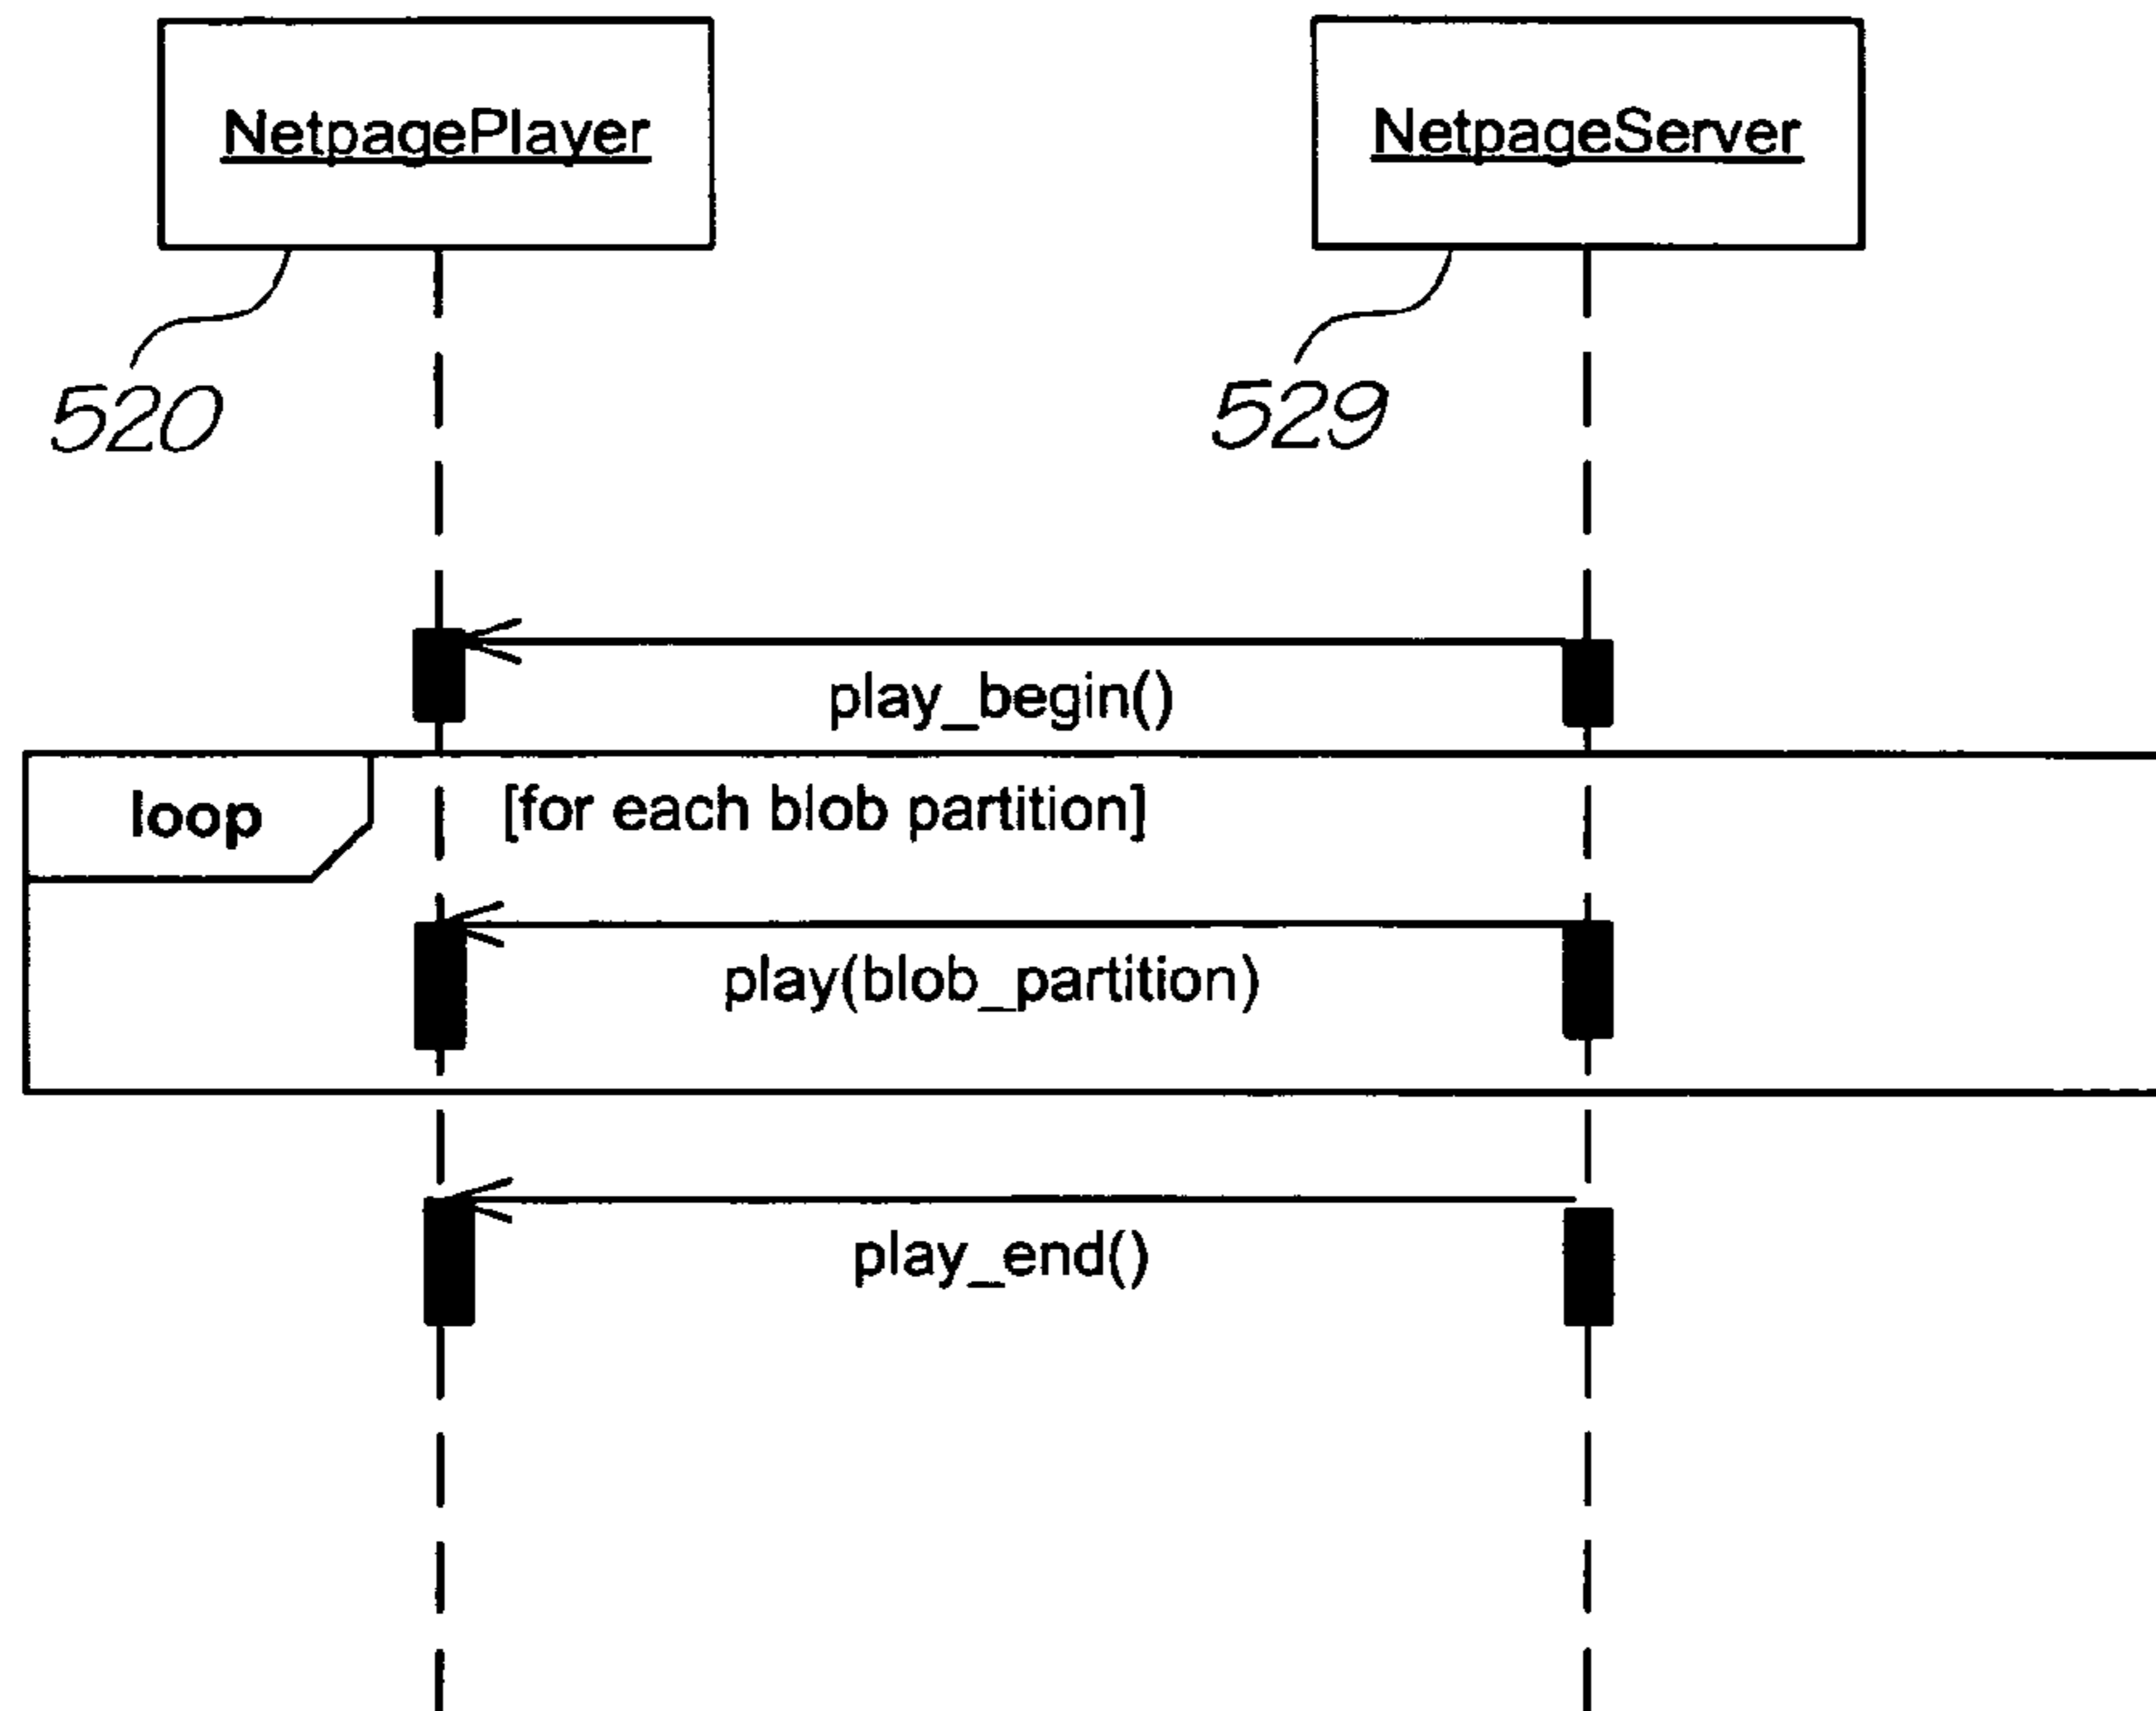 NetpagePlayer
NetpageServer
520
529
play_begin()
loop
[for each blob partition]
play(blob_partition)
play_end()